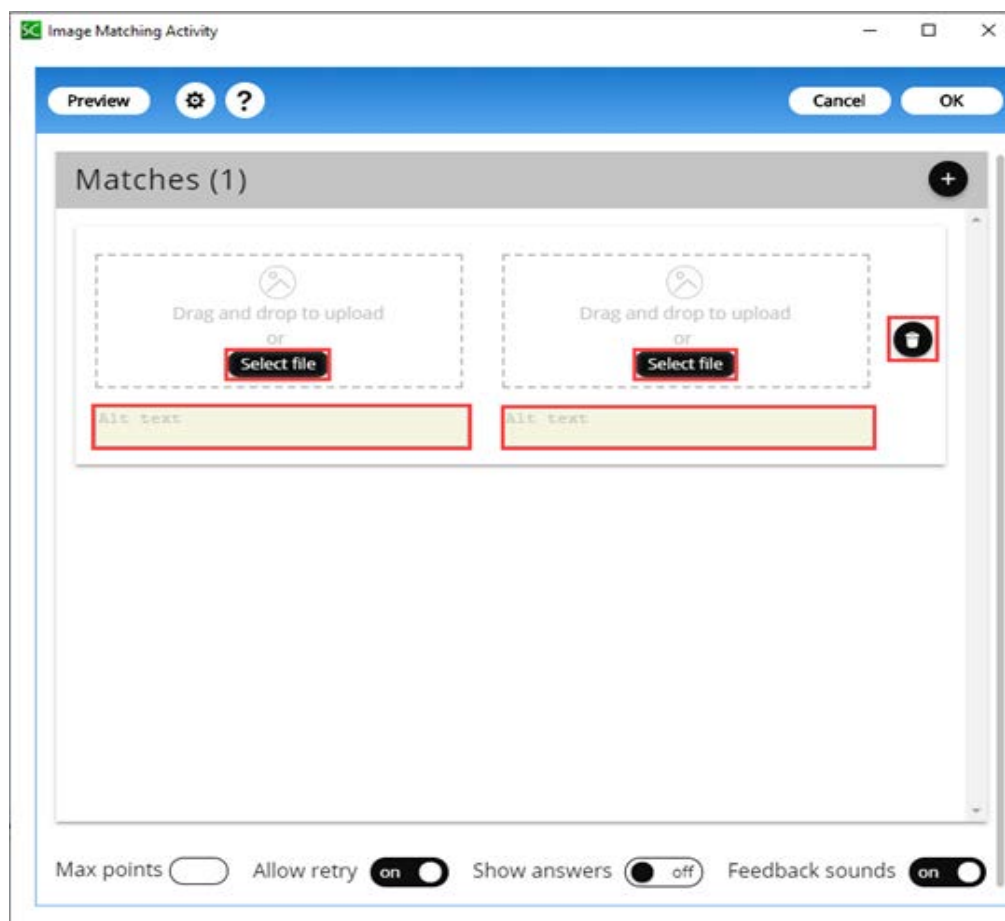 SC Image Matching Activity
Preview ? Cancel OK
Matches (1) +
Drag and drop to upload Drag and drop to upload
or or
Select file Select file
Alt text Alt text
Max points Allow retry on Show answers off Feedback sounds on